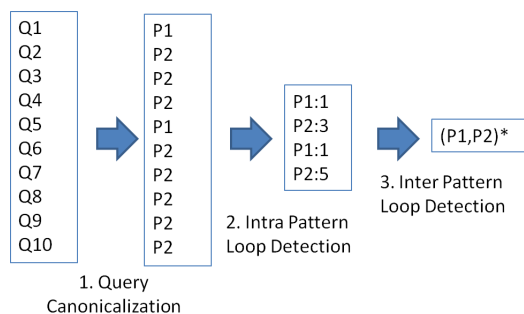 Q1
Q2
Q3
Q4
Q5
Q6
Q7
Q8
Q9
Q10
P1
P2
P2
P2
P1
P2
P2
P2
P2
P2
1. Query
Canonicalization
P1:1
P2:3
P1:1
P2:5
2. Intra Pattern
Loop Detection
(P1,P2)*
3. Inter Pattern
Loop Detection